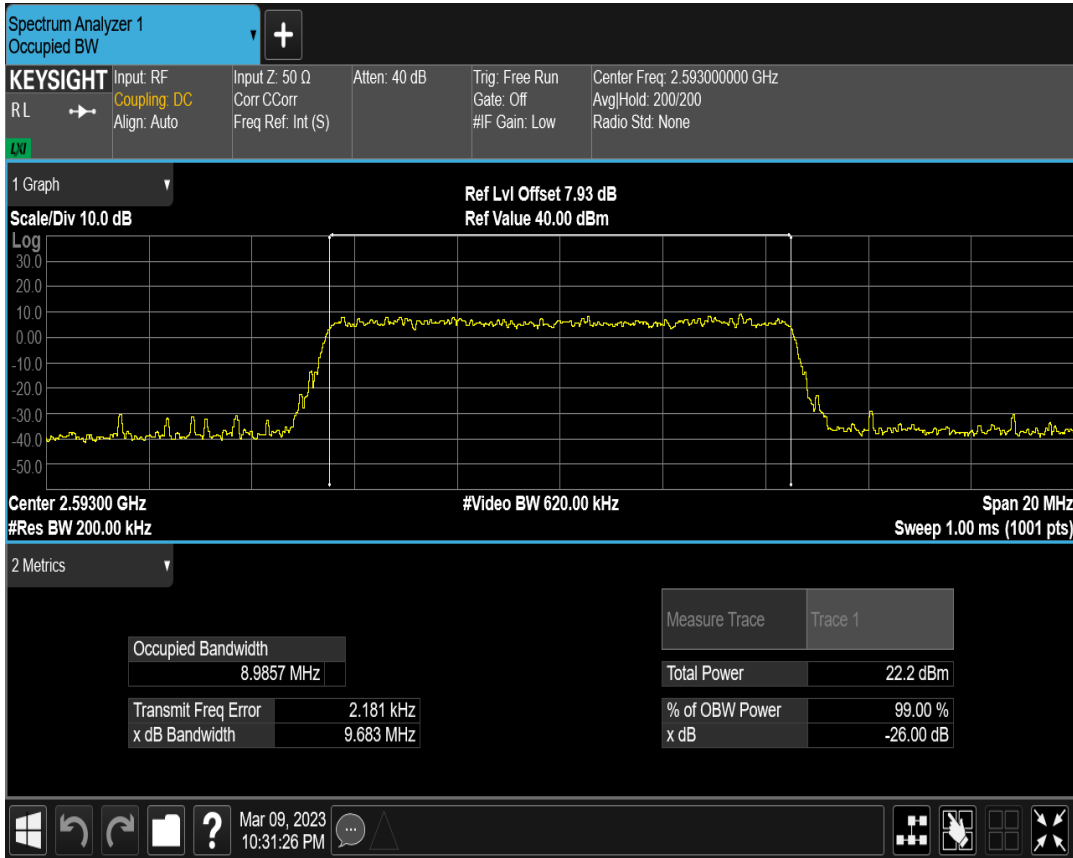 Spectrum Analyzer 1
Occupied BW
+
KEYSIGHT
RL
LXI
Input: RF
Coupling: DC
Align: Auto
Input Z: 50 Ω
Corr CCorr
Freq Ref: Int (S)
Atten: 40 dB
Trig: Free Run
Gate: Off
#IF Gain: Low
Center Freq: 2.593000000 GHz
Avg|Hold: 200/200
Radio Std: None
1 Graph
Scale/Div 10.0 dB
Ref Lvl Offset 7.93 dB
Ref Value 40.00 dBm
Log
30.0
20.0
10.0
0.00
-10.0
-20.0
-30.0
-40.0
-50.0
Center 2.59300 GHz
#Video BW 620.00 kHz
Span 20 MHz
#Res BW 200.00 kHz
Sweep 1.00 ms (1001 pts)
2 Metrics
Measure Trace Trace 1
Occupied Bandwidth
8.9857 MHz
Total Power 22.2 dBm
Transmit Freq Error 2.181 kHz
% of OBW Power 99.00 %
x dB Bandwidth 9.683 MHz
x dB -26.00 dB
?
Mar 09, 2023
10:31:26 PM